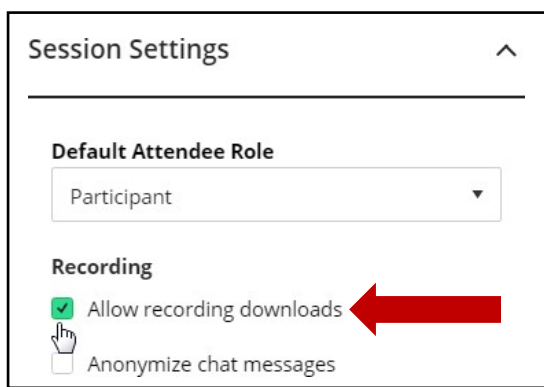 Session Settings
Default Attendee Role
Participant
Recording
Allow recording downloads
Anonymize chat messages